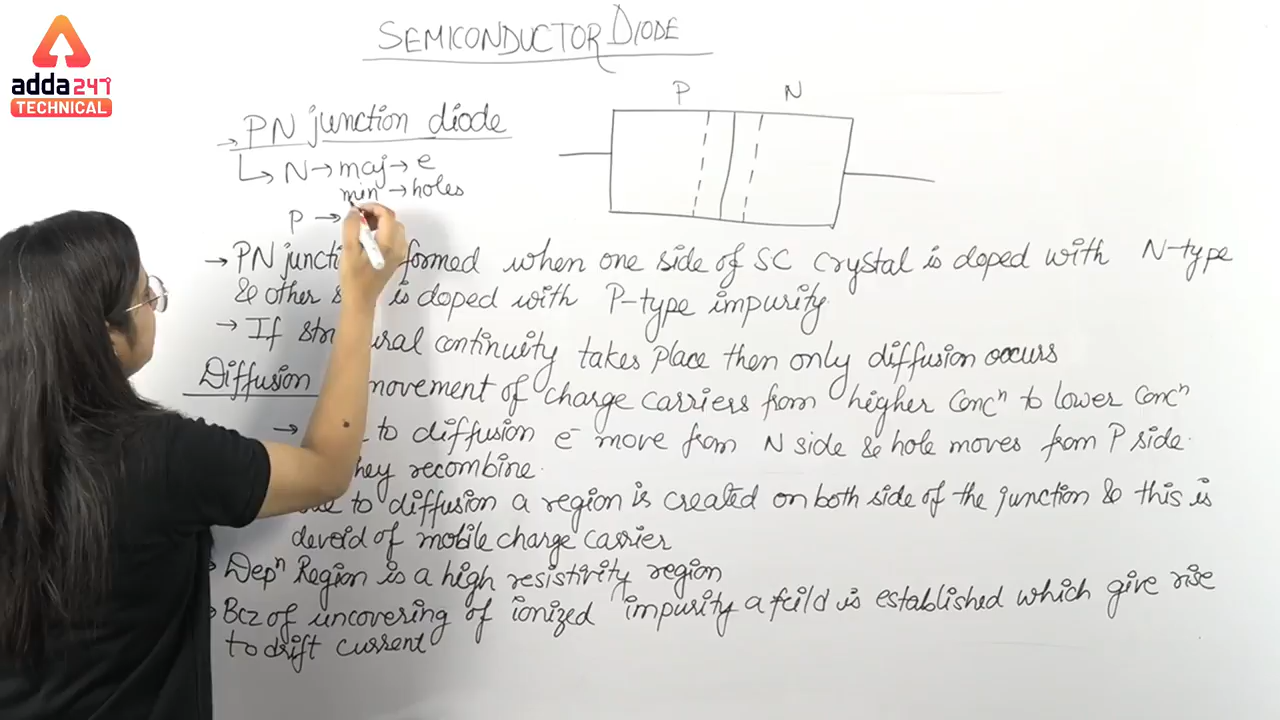 adda247
TECHNICAL
SEMICONDUCTOR DIODE
P N
→ PN junction diode
↳ N → maj → e
min → holes
P →
→ PN juncti formed when one side of SC crystal is doped with N-type
& other is doped with P-type impurity.
→ If continuity takes place then only diffusion occurs
Diffusion movement of charge carriers from higher concⁿ to lower concⁿ
→ to diffusion e⁻ move from N side & hole moves from P side.
hey recombine.
to diffusion a region is created on both side of the junction & this is
devoid of mobile charge carrier
Depⁿ Region is a high resistivity region
Bcz of uncovering of ionized impurity a feild is established which give rise
to drift current